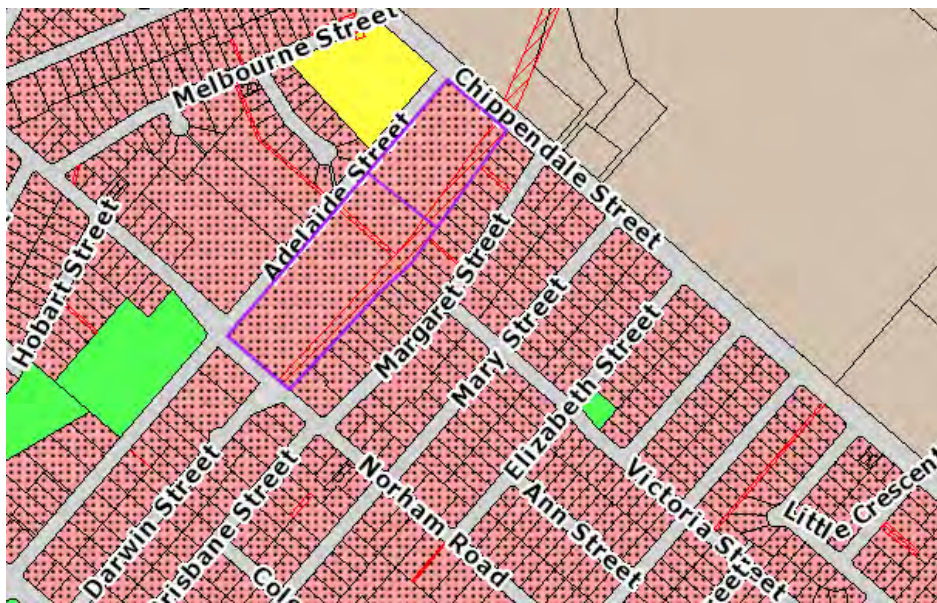 Melbourne Street
Chippendale Street
Adelaide Street
Hobart Street
Margaret Street
Mary Street
Elizabeth Street
Norham Road
Victoria Street
Little Crescent
Ann Street
Darwin Street
Brisbane Street